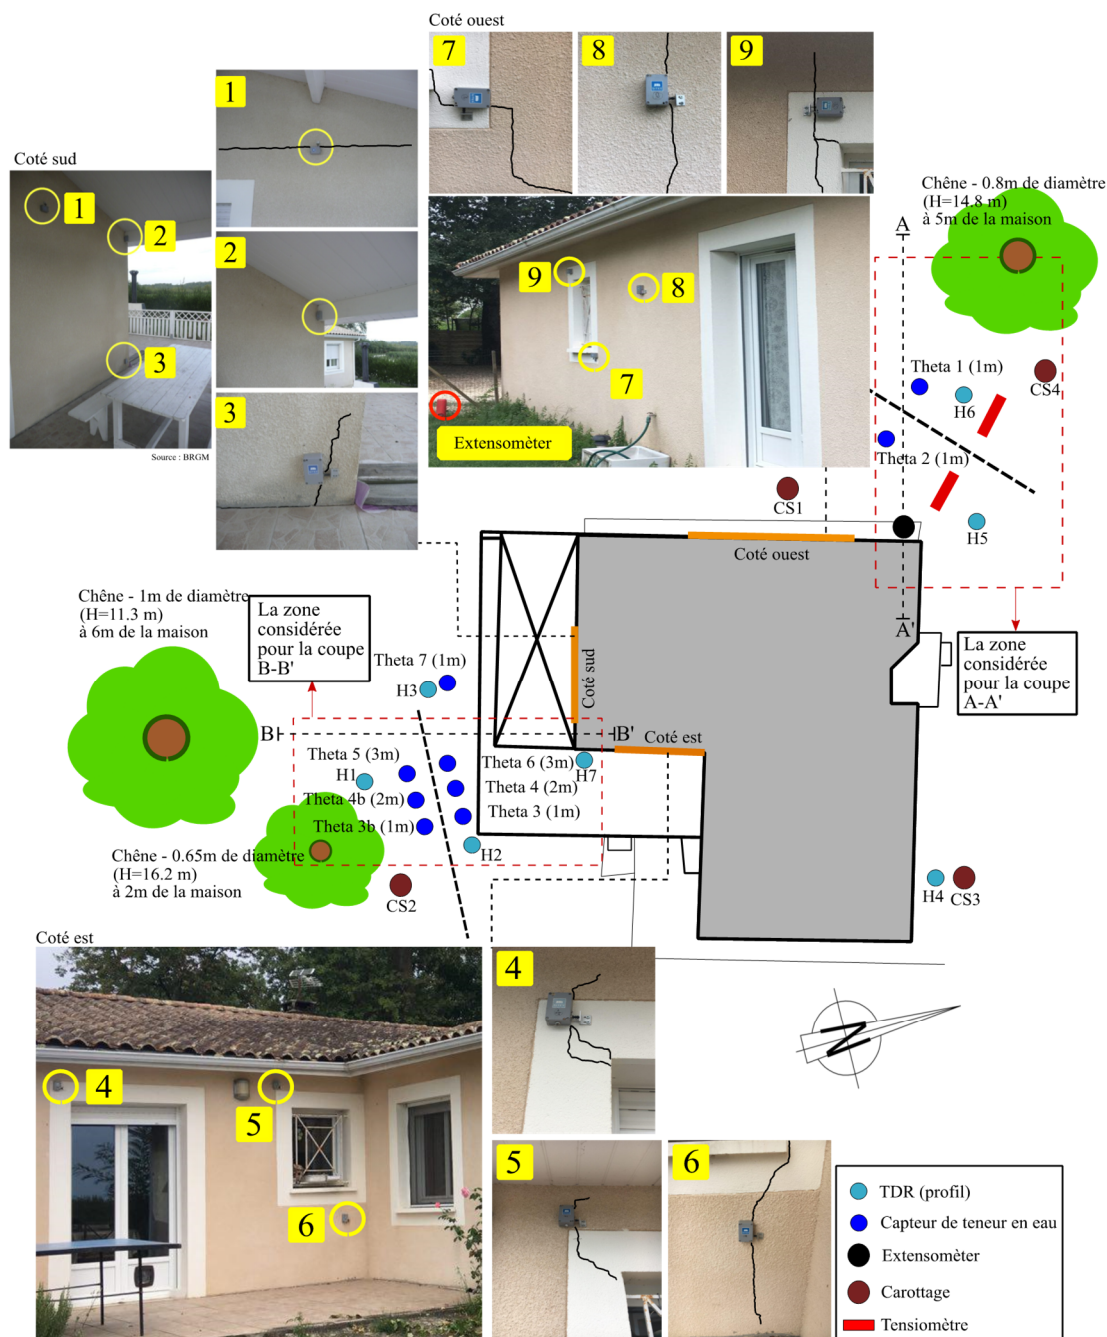 Coté ouest
7
8
9
1
Coté sud
1
2
3
Source : BRGM
2
3
9
8
7
Extensomèter
Chêne - 0.8m de diamètre
(H=14.8 m)
à 5m de la maison
A
Theta 1 (1m)
CS4
H6
Theta 2 (1m)
CS1
H5
Coté ouest
A'
La zone
considérée
pour la coupe
A-A'
Chêne - 1m de diamètre
(H=11.3 m)
à 6m de la maison
La zone
considérée
pour la coupe
B-B'
Theta 7 (1m)
H3
Coté sud
B
B'
Coté est
Theta 5 (3m)
H1
Theta 6 (3m)
H7
Theta 4b (2m)
Theta 4 (2m)
Theta 3b (1m)
Theta 3 (1m)
H2
Chêne - 0.65m de diamètre
(H=16.2 m)
à 2m de la maison
CS2
H4
CS3
Coté est
4
5
6
4
5
6
N
TDR (profil)
Capteur de teneur en eau
Extensomèter
Carottage
Tensiomètre